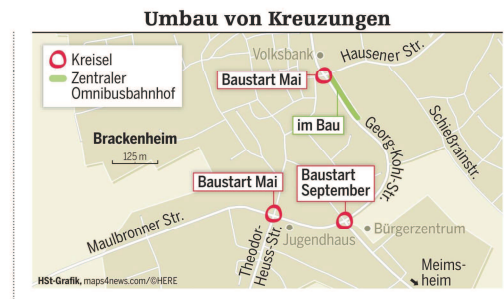 Umbau von Kreuzungen
Kreisel
Zentraler
Omnibusbahnhof
Volksbank
Hausener Str.
Baustart Mai
im Bau
Georg-Kohl-Str.
Schießrainstr.
Brackenheim
125 m
Baustart Mai
Baustart
September
Maulbronner Str.
Theodor-
Heuss-Str.
Jugendhaus
Bürgerzentrum
Meims-
heim
HSt-Grafik, maps4news.com/©HERE